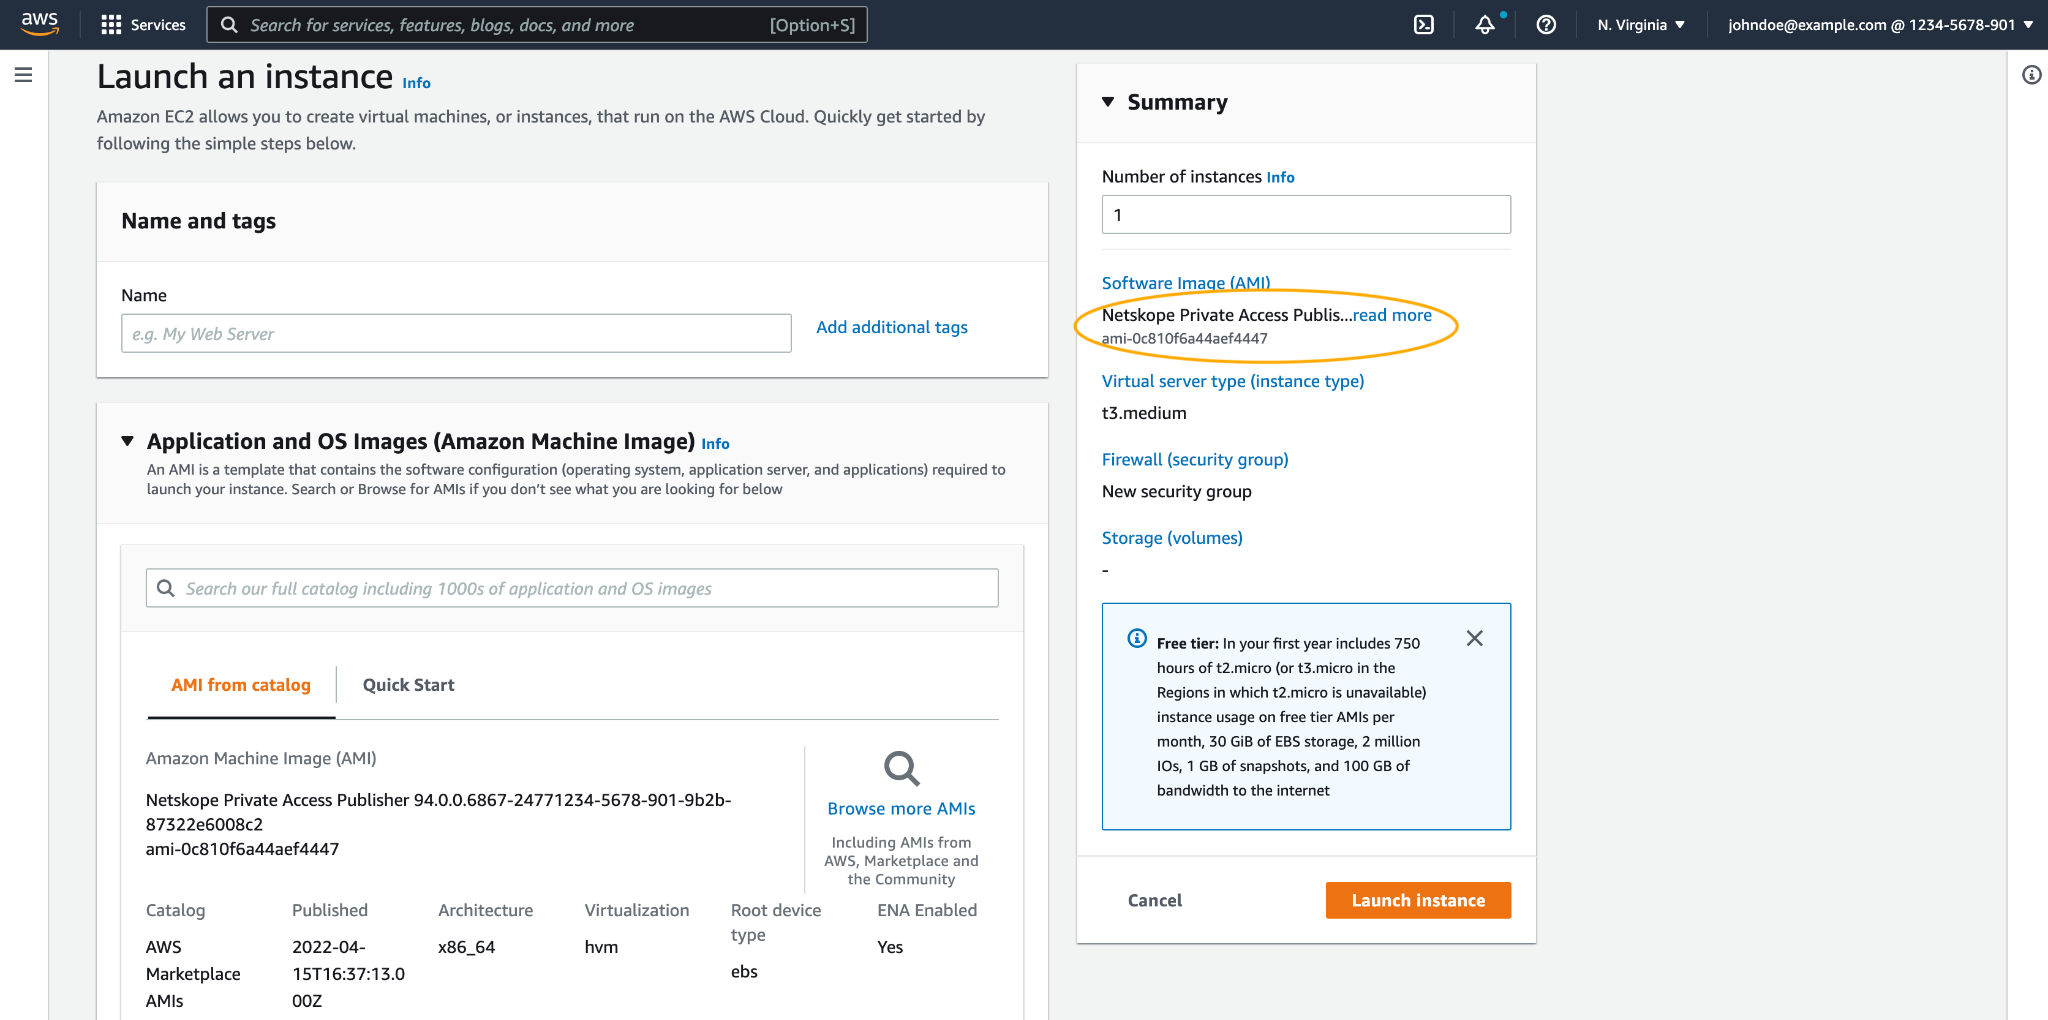 aws
Services
Search for services, features, blogs, docs, and more
[Option+S]
N. Virginia
johndoe@example.com @ 1234-5678-901
Launch an instance Info
Amazon EC2 allows you to create virtual machines, or instances, that run on the AWS Cloud. Quickly get started by
following the simple steps below.
Name and tags
Name
e.g. My Web Server
Add additional tags
Application and OS Images (Amazon Machine Image) Info
An AMI is a template that contains the software configuration (operating system, application server, and applications) required to
launch your instance. Search or Browse for AMIs if you don't see what you are looking for below
Search our full catalog including 1000s of application and OS images
AMI from catalog
Quick Start
Amazon Machine Image (AMI)
Netskope Private Access Publisher 94.0.0.6867-24771234-5678-901-9b2b-
87322e6008c2
ami-0c810f6a44aef4447
Browse more AMIs
Including AMIs from
AWS, Marketplace and
the Community
Catalog
AWS
Marketplace
AMIs
Published
2022-04-
15T16:37:13.0
00Z
Architecture
x86_64
Virtualization
hvm
Root device
type
ebs
ENA Enabled
Yes
Summary
Number of instances Info
1
Software Image (AMI)
Netskope Private Access Publis...read more
ami-0c810f6a44aef4447
Virtual server type (instance type)
t3.medium
Firewall (security group)
New security group
Storage (volumes)
-
Free tier: In your first year includes 750
hours of t2.micro (or t3.micro in the
Regions in which t2.micro is unavailable)
instance usage on free tier AMIs per
month, 30 GiB of EBS storage, 2 million
IOs, 1 GB of snapshots, and 100 GB of
bandwidth to the internet
Cancel
Launch instance